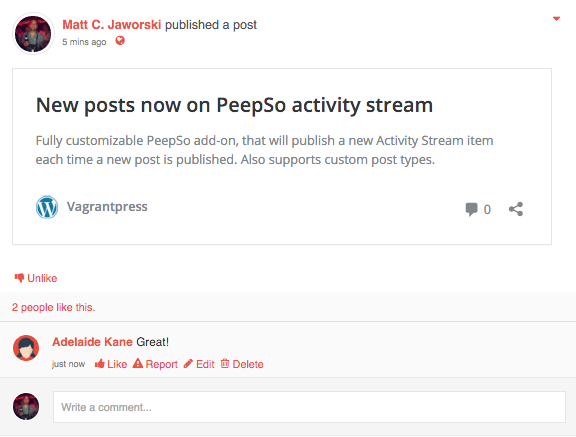 Matt C. Jaworski published a post
5 mins ago
New posts now on PeepSo activity stream
Fully customizable PeepSo add-on, that will publish a new Activity Stream item
each time a new post is published. Also supports custom post types.
Vagrantpress 0
Unlike
2 people like this.
Adelaide Kane Great!
just now Like Report Edit Delete
Write a comment...